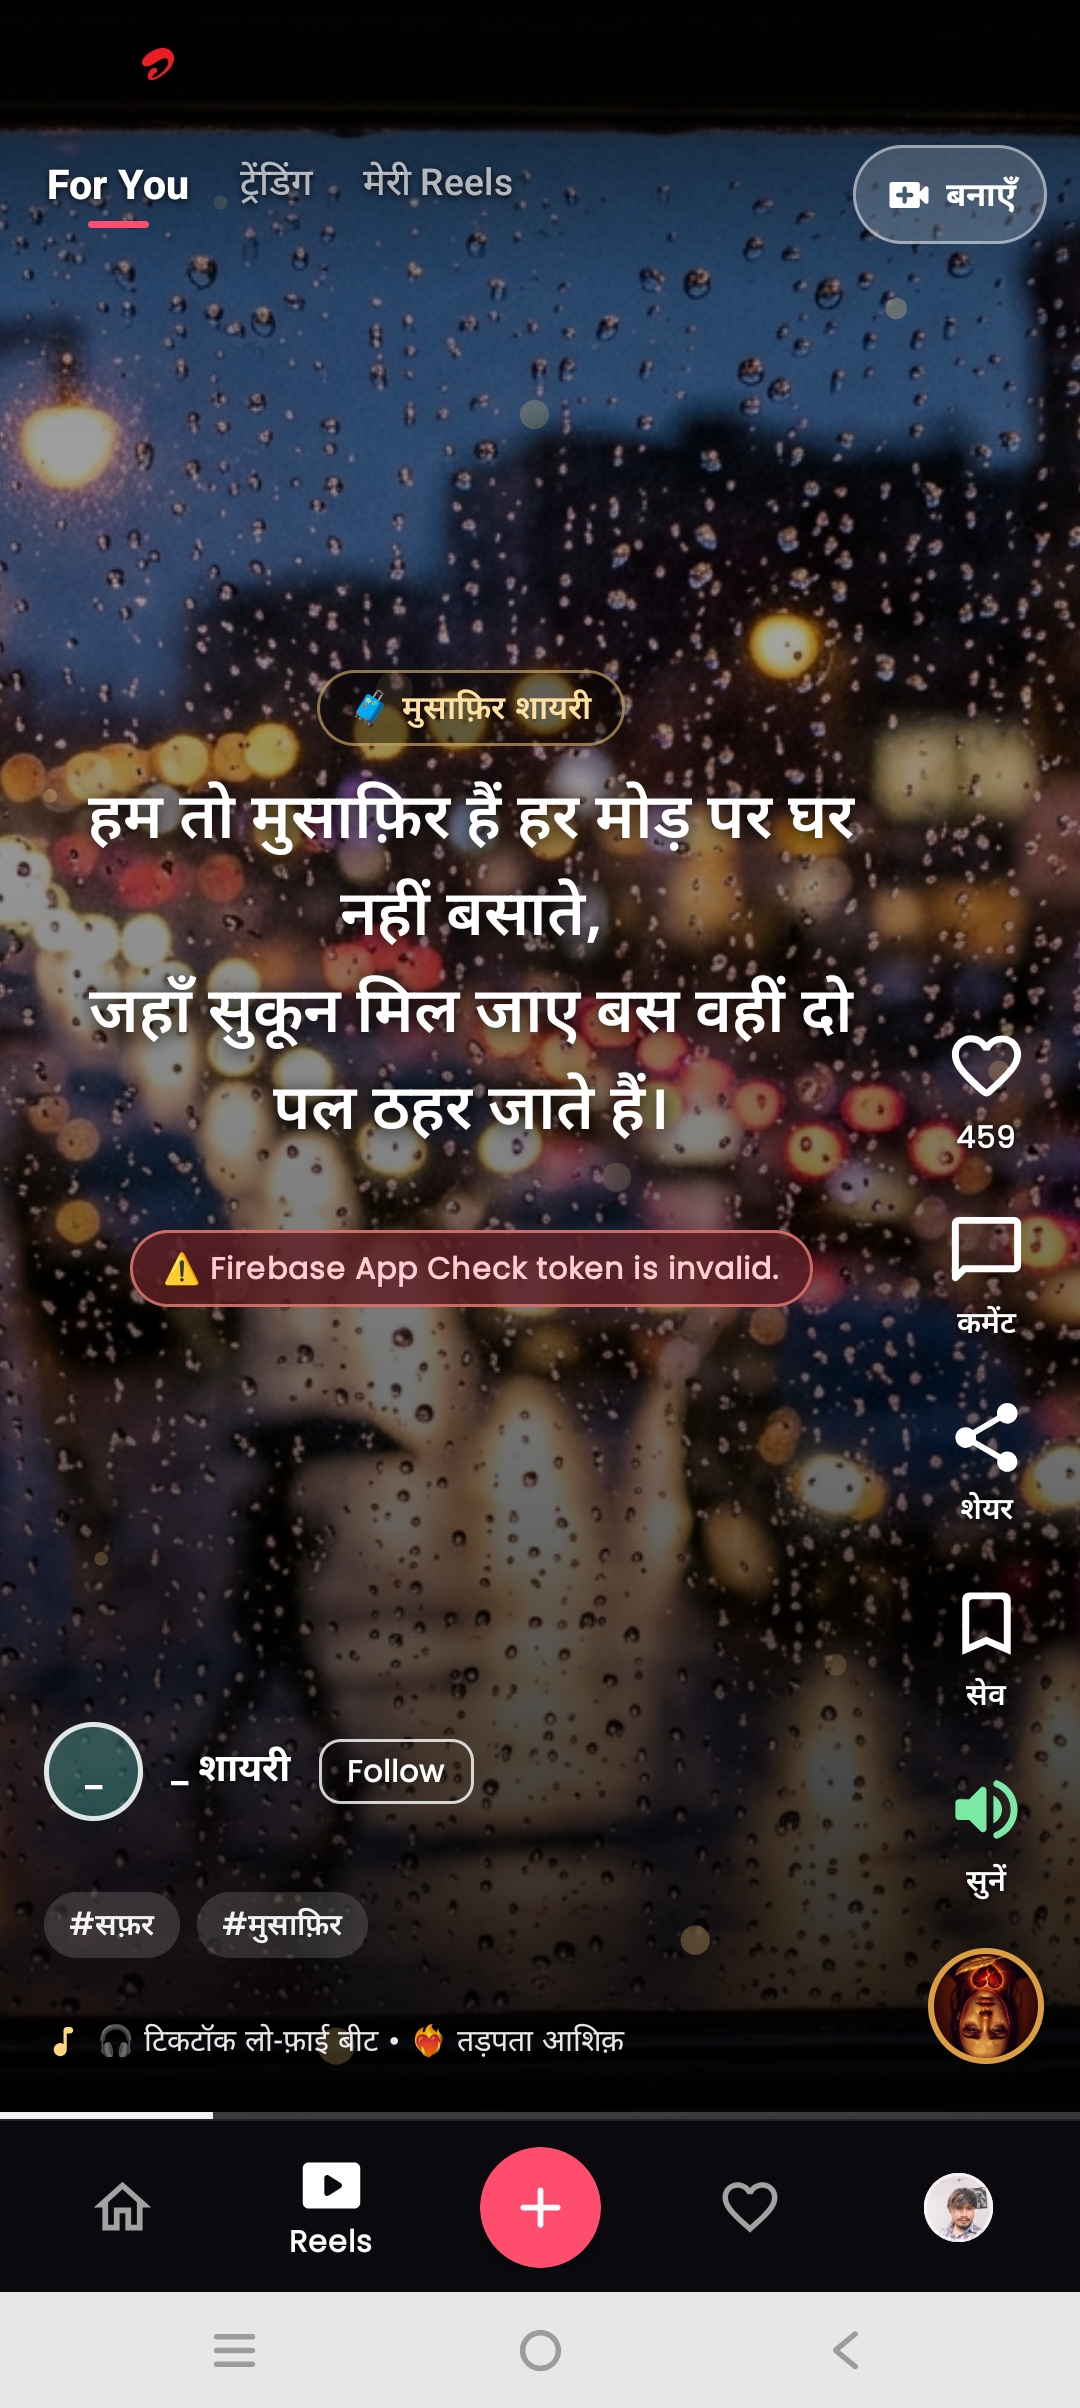 For You ट्रेंडिंग मेरी Reels बनाएँ
🧳 मुसाफ़िर शायरी
हम तो मुसाफ़िर हैं हर मोड़ पर घर
नहीं बसाते,
जहाँ सुकून मिल जाए बस वहीं दो
पल ठहर जाते हैं।
459
⚠️ Firebase App Check token is invalid.
कमेंट
शेयर
सेव
_ _ शायरी Follow
सुनें
#सफ़र #मुसाफ़िर
🎧 टिकटॉक लो-फ़ाई बीट • ❤️‍🔥 तड़पता आशिक़
Reels